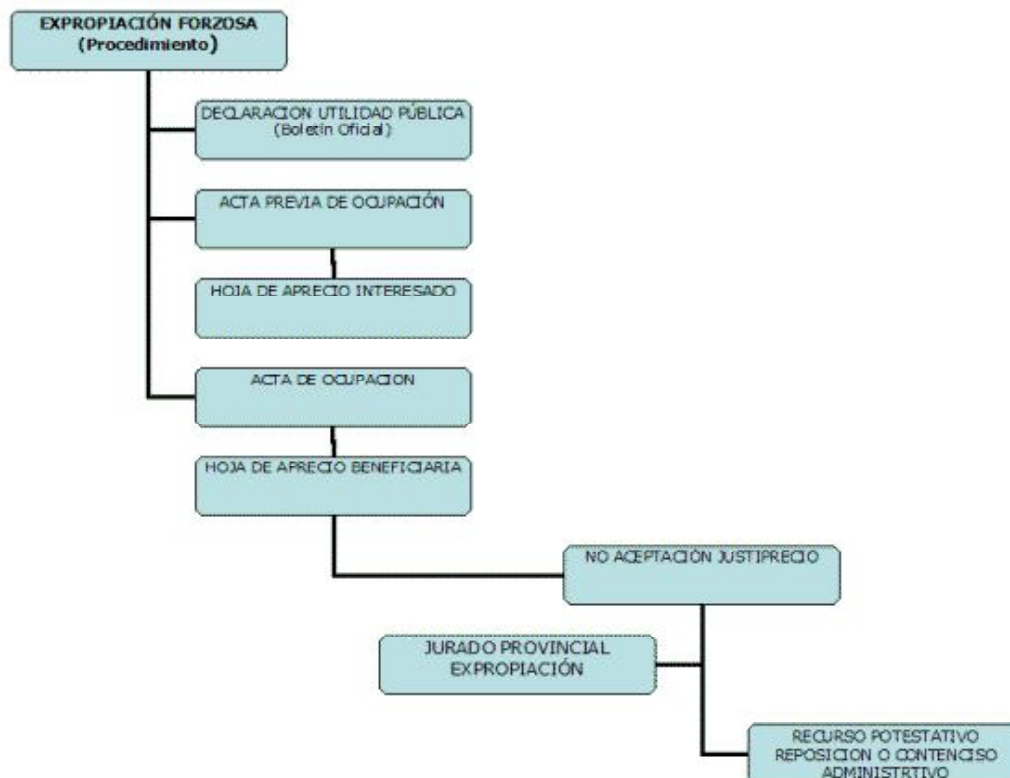 EXPROPIACIÓN FORZOSA
(Procedimiento)
DECLARACION UTILIDAD PÚBLICA
(Boletín Oficial)
ACTA PREVIA DE OCUPACIÓN
HOJA DE APRECIO INTERESADO
ACTA DE OCUPACION
HOJA DE APRECIO BENEFICIARIA
NO ACEPTACIÓN JUSTIPRECIO
JURADO PROVINCIAL
EXPROPIACIÓN
RECURSO POTESTATIVO
REPOSICION O CONTENCISO
ADMINISTRTIVO